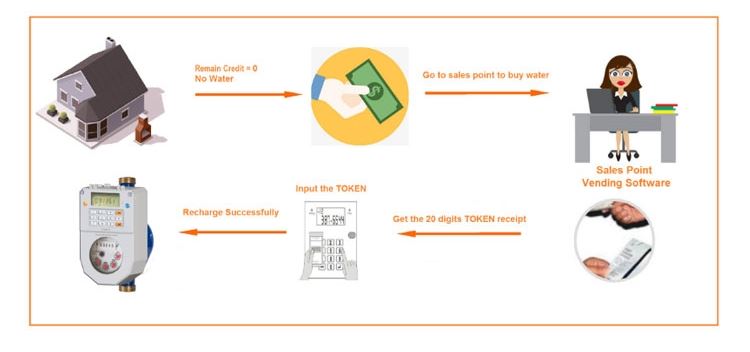 Remain Credit = 0
No Water
Go to sales point to buy water
Sales Point
Vending Software
Input the TOKEN
Recharge Successfully
Get the 20 digits TOKEN receipt